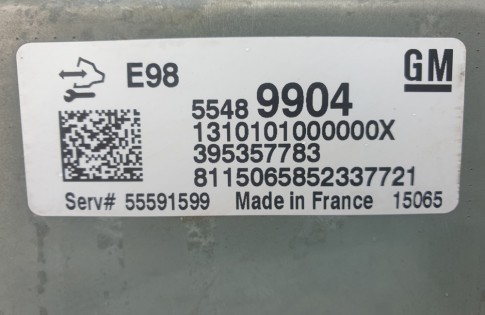 E98
GM
5548 9904
1310101000000X
395357783
8115065852337721
Serv# 55591599 Made in France 15065